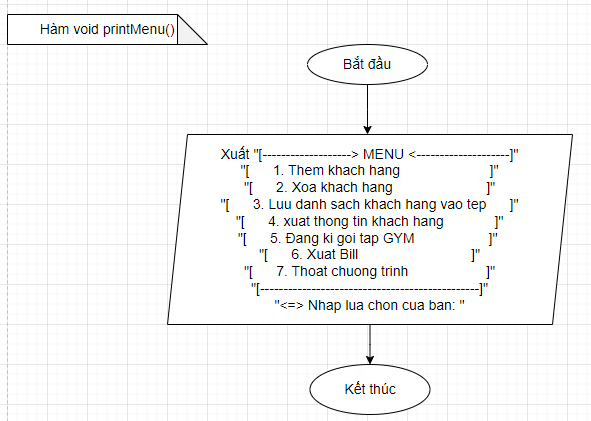 Hàm void printMenu()
Bắt đầu
Xuất "[-------------------> MENU <--------------------]"
"[ 1. Them khach hang ]"
"[ 2. Xoa khach hang ]"
"[ 3. Luu danh sach khach hang vao tep ]"
"[ 4. xuat thong tin khach hang ]"
"[ 5. Đang ki goi tap GYM ]"
"[ 6. Xuat Bill ]"
"[ 7. Thoat chuong trinh ]"
"[-----------------------------------------------]"
"<=> Nhap lua chon cua ban: "
Kết thúc